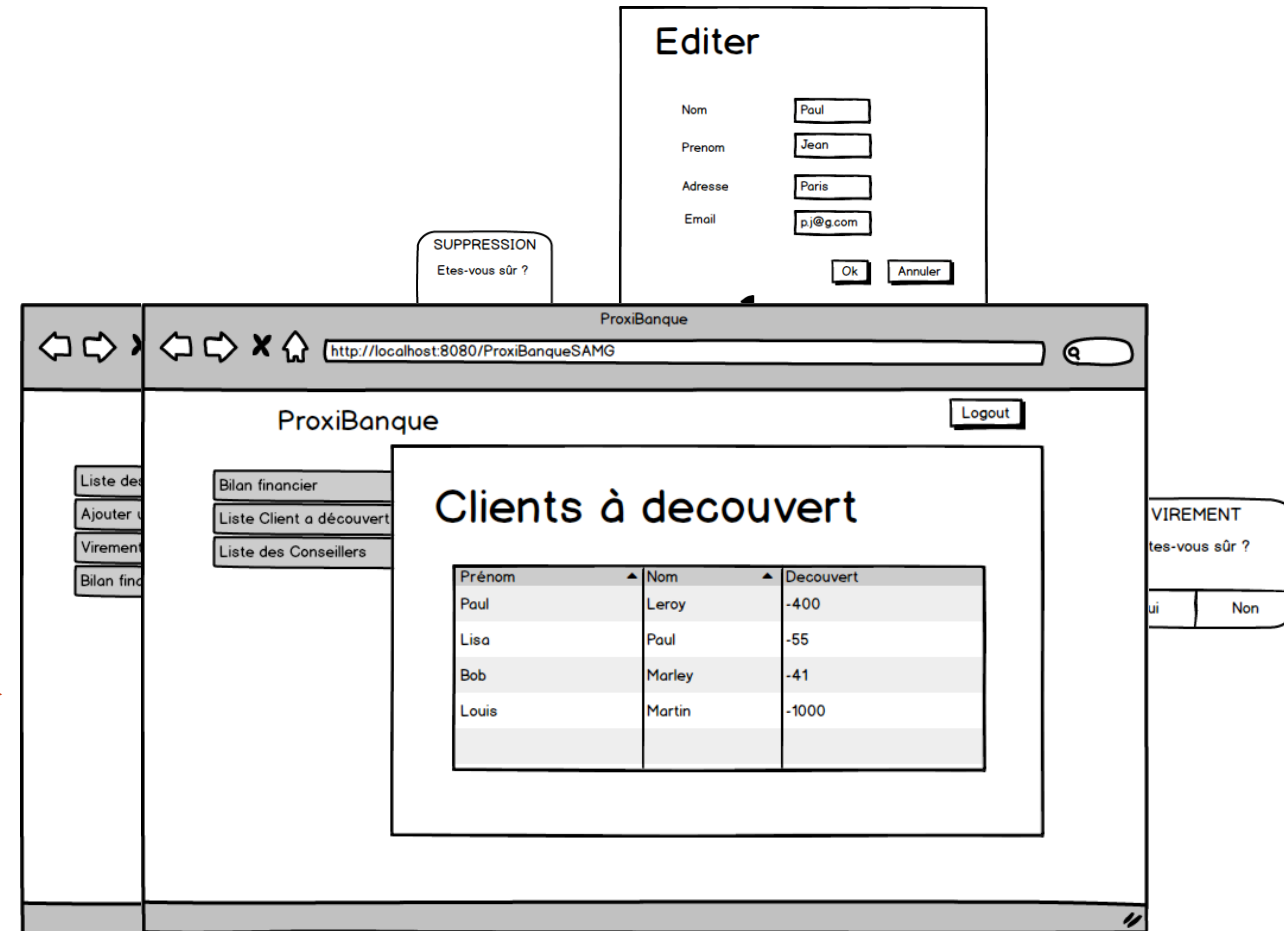 Editer
Nom Paul
Prenom Jean
Adresse Paris
Email p.j@g.com
Ok Annuler
SUPPRESSION
Etes-vous sûr ?
ProxiBanque
http://localhost:8080/ProxiBanqueSAMG
ProxiBanque
Logout
Liste des
Ajouter
Virement
Bilan
Bilan financier
Liste Client a découvert
Liste des Conseillers
Clients à decouvert
Prénom Nom Decouvert
Paul Leroy -400
Lisa Paul -55
Bob Marley -41
Louis Martin -1000
VIREMENT
tes-vous sûr ?
ui Non